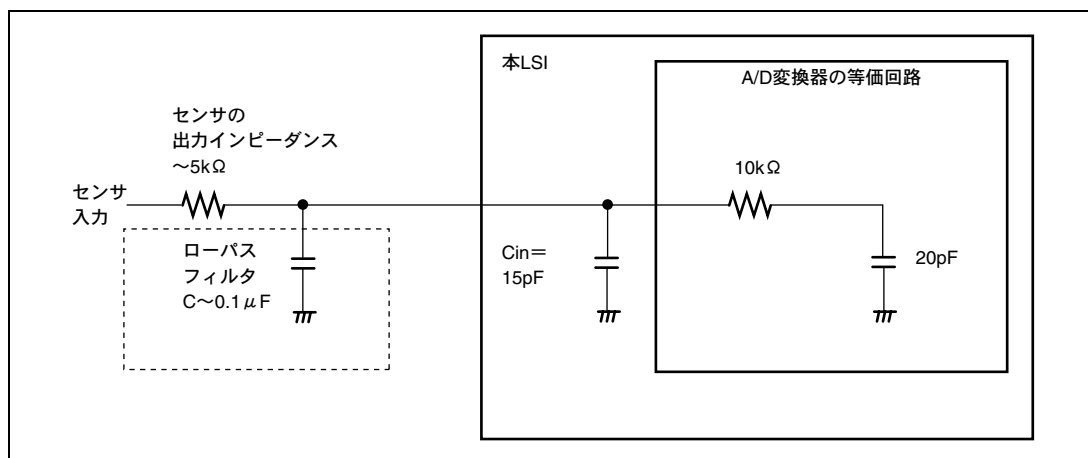 本LSI
A/D変換器の等価回路
センサの
出力インピーダンス
～5kΩ
10kΩ
センサ
入力
ローパス
フィルタ
C～0.1μF
Cin＝
15pF
20pF